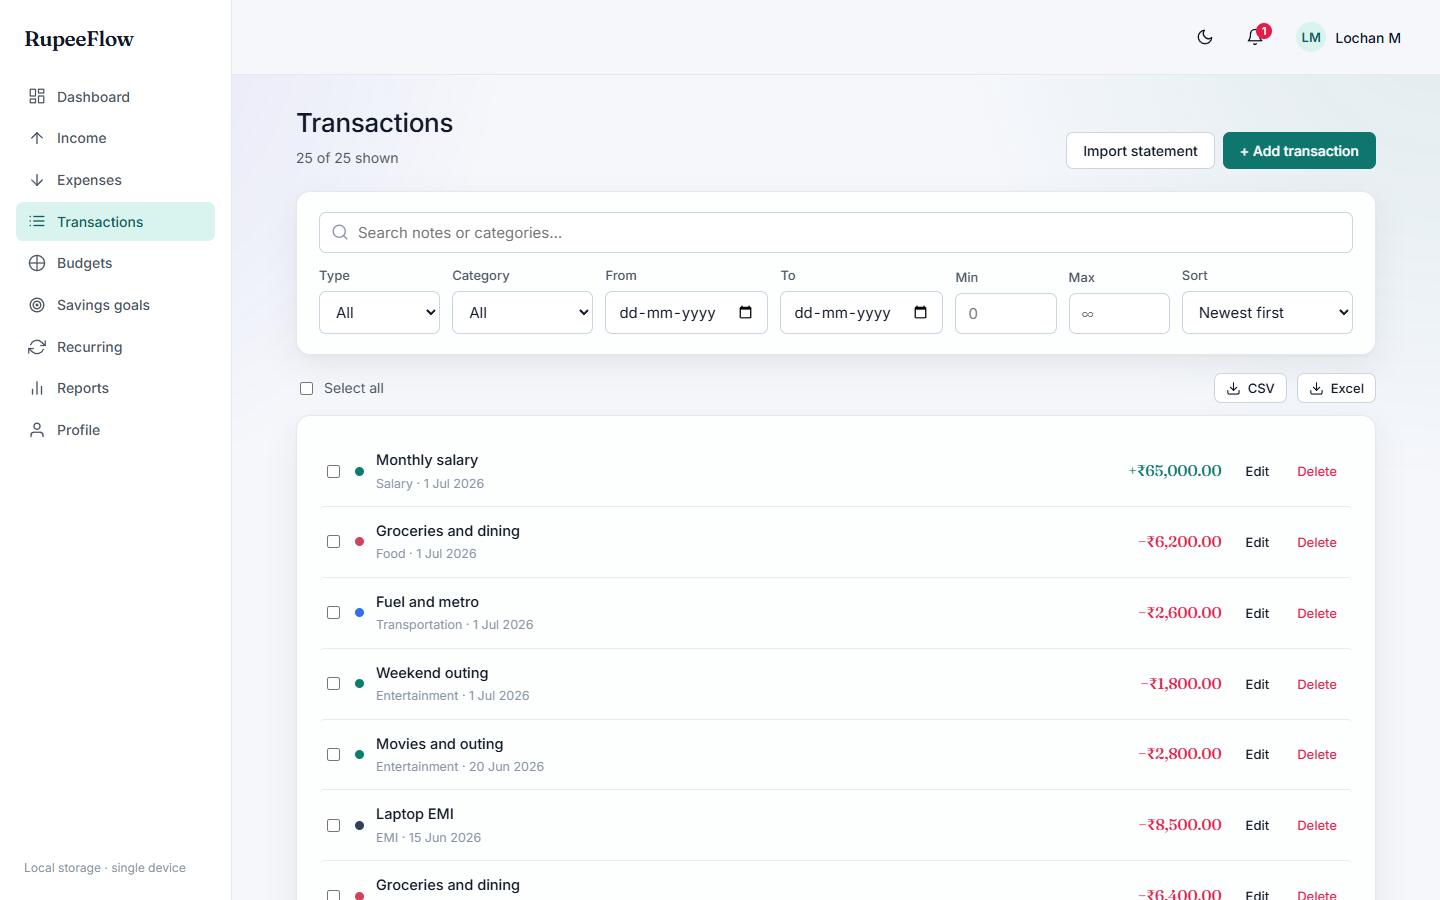 RupeeFlow
1
LM
Lochan M
Dashboard
Income
Expenses
Transactions
Budgets
Savings goals
Recurring
Reports
Profile
Local storage · single device
Transactions
25 of 25 shown
Import statement
+ Add transaction
Search notes or categories...
Type
Category
From
To
Min
Max
Sort
All
All
dd-mm-yyyy
dd-mm-yyyy
0
∞
Newest first
Select all
CSV
Excel
Monthly salary
Salary · 1 Jul 2026
+₹65,000.00
Edit
Delete
Groceries and dining
Food · 1 Jul 2026
−₹6,200.00
Edit
Delete
Fuel and metro
Transportation · 1 Jul 2026
−₹2,600.00
Edit
Delete
Weekend outing
Entertainment · 1 Jul 2026
−₹1,800.00
Edit
Delete
Movies and outing
Entertainment · 20 Jun 2026
−₹2,800.00
Edit
Delete
Laptop EMI
EMI · 15 Jun 2026
−₹8,500.00
Edit
Delete
Groceries and dining
−₹6,400.00
Edit
Delete